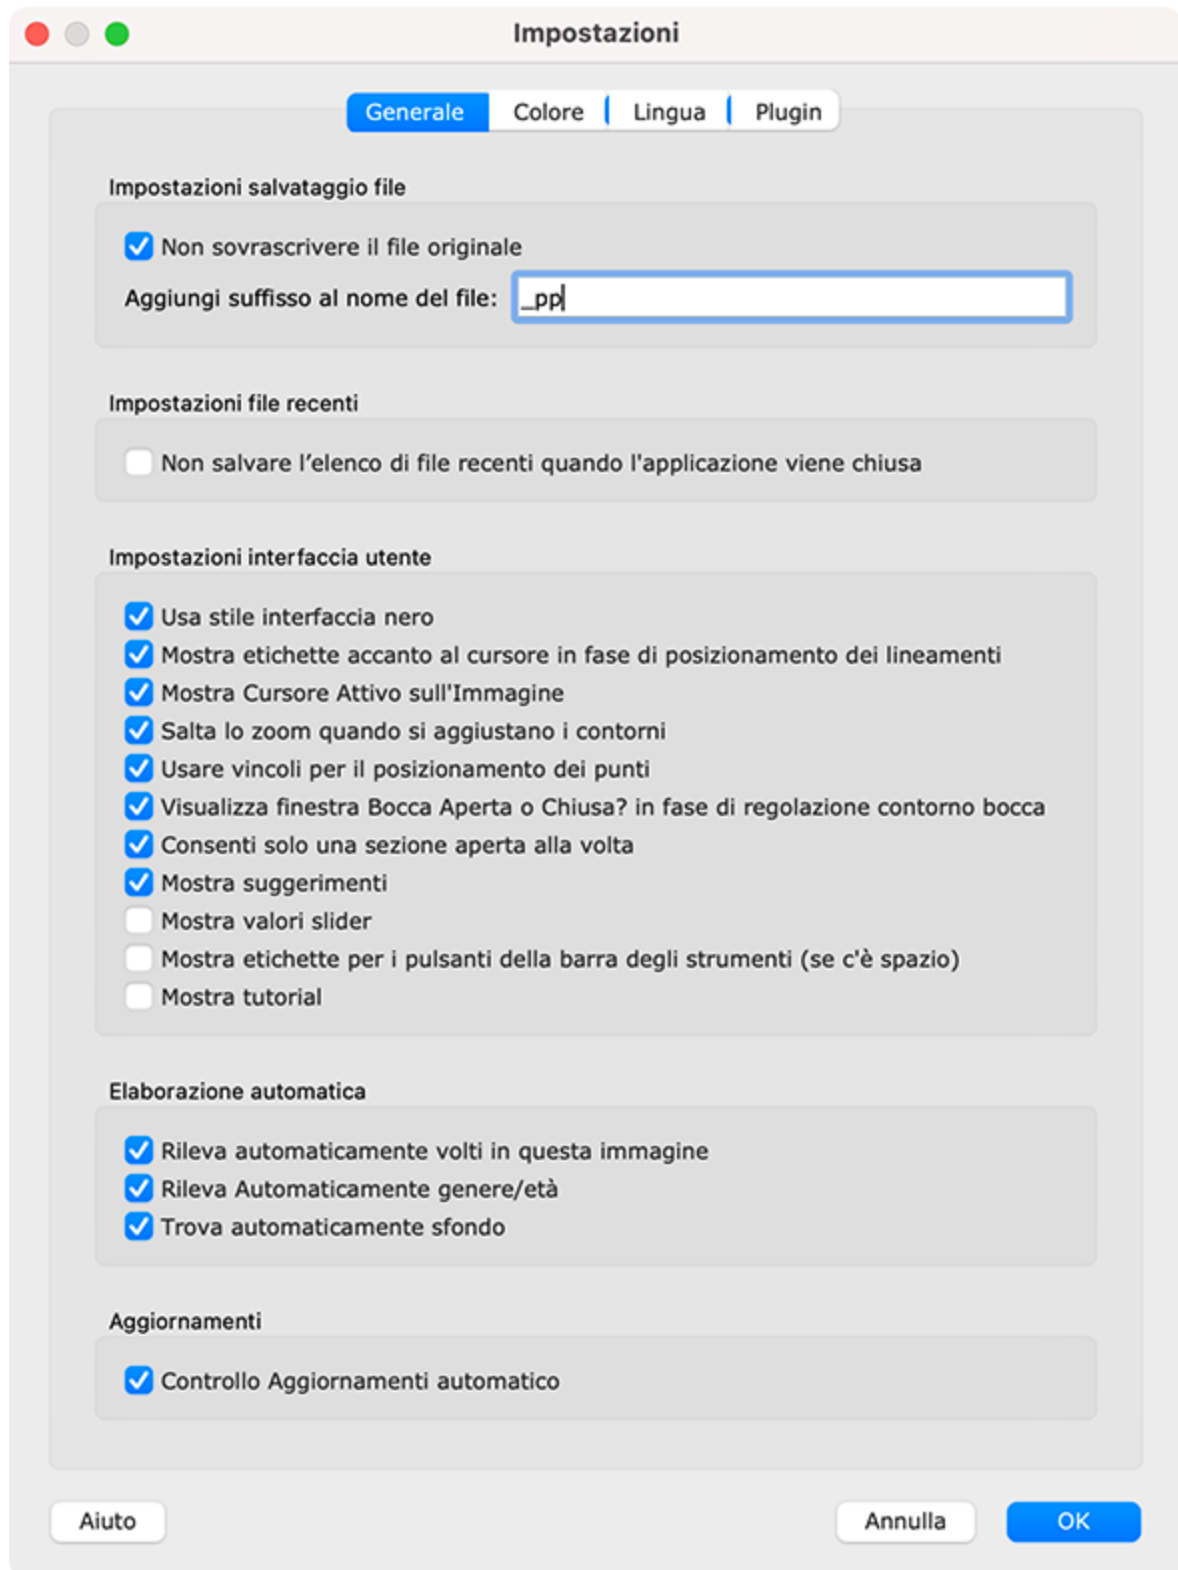 Impostazioni
Generale Colore Lingua Plugin
Impostazioni salvataggio file
Non sovrascrivere il file originale
Aggiungi suffisso al nome del file: _pp
Impostazioni file recenti
Non salvare l’elenco di file recenti quando l'applicazione viene chiusa
Impostazioni interfaccia utente
Usa stile interfaccia nero
Mostra etichette accanto al cursore in fase di posizionamento dei lineamenti
Mostra Cursore Attivo sull'Immagine
Salta lo zoom quando si aggiustano i contorni
Usare vincoli per il posizionamento dei punti
Visualizza finestra Bocca Aperta o Chiusa? in fase di regolazione contorno bocca
Consenti solo una sezione aperta alla volta
Mostra suggerimenti
Mostra valori slider
Mostra etichette per i pulsanti della barra degli strumenti (se c'è spazio)
Mostra tutorial
Elaborazione automatica
Rileva automaticamente volti in questa immagine
Rileva Automaticamente genere/età
Trova automaticamente sfondo
Aggiornamenti
Controllo Aggiornamenti automatico
Aiuto Annulla OK